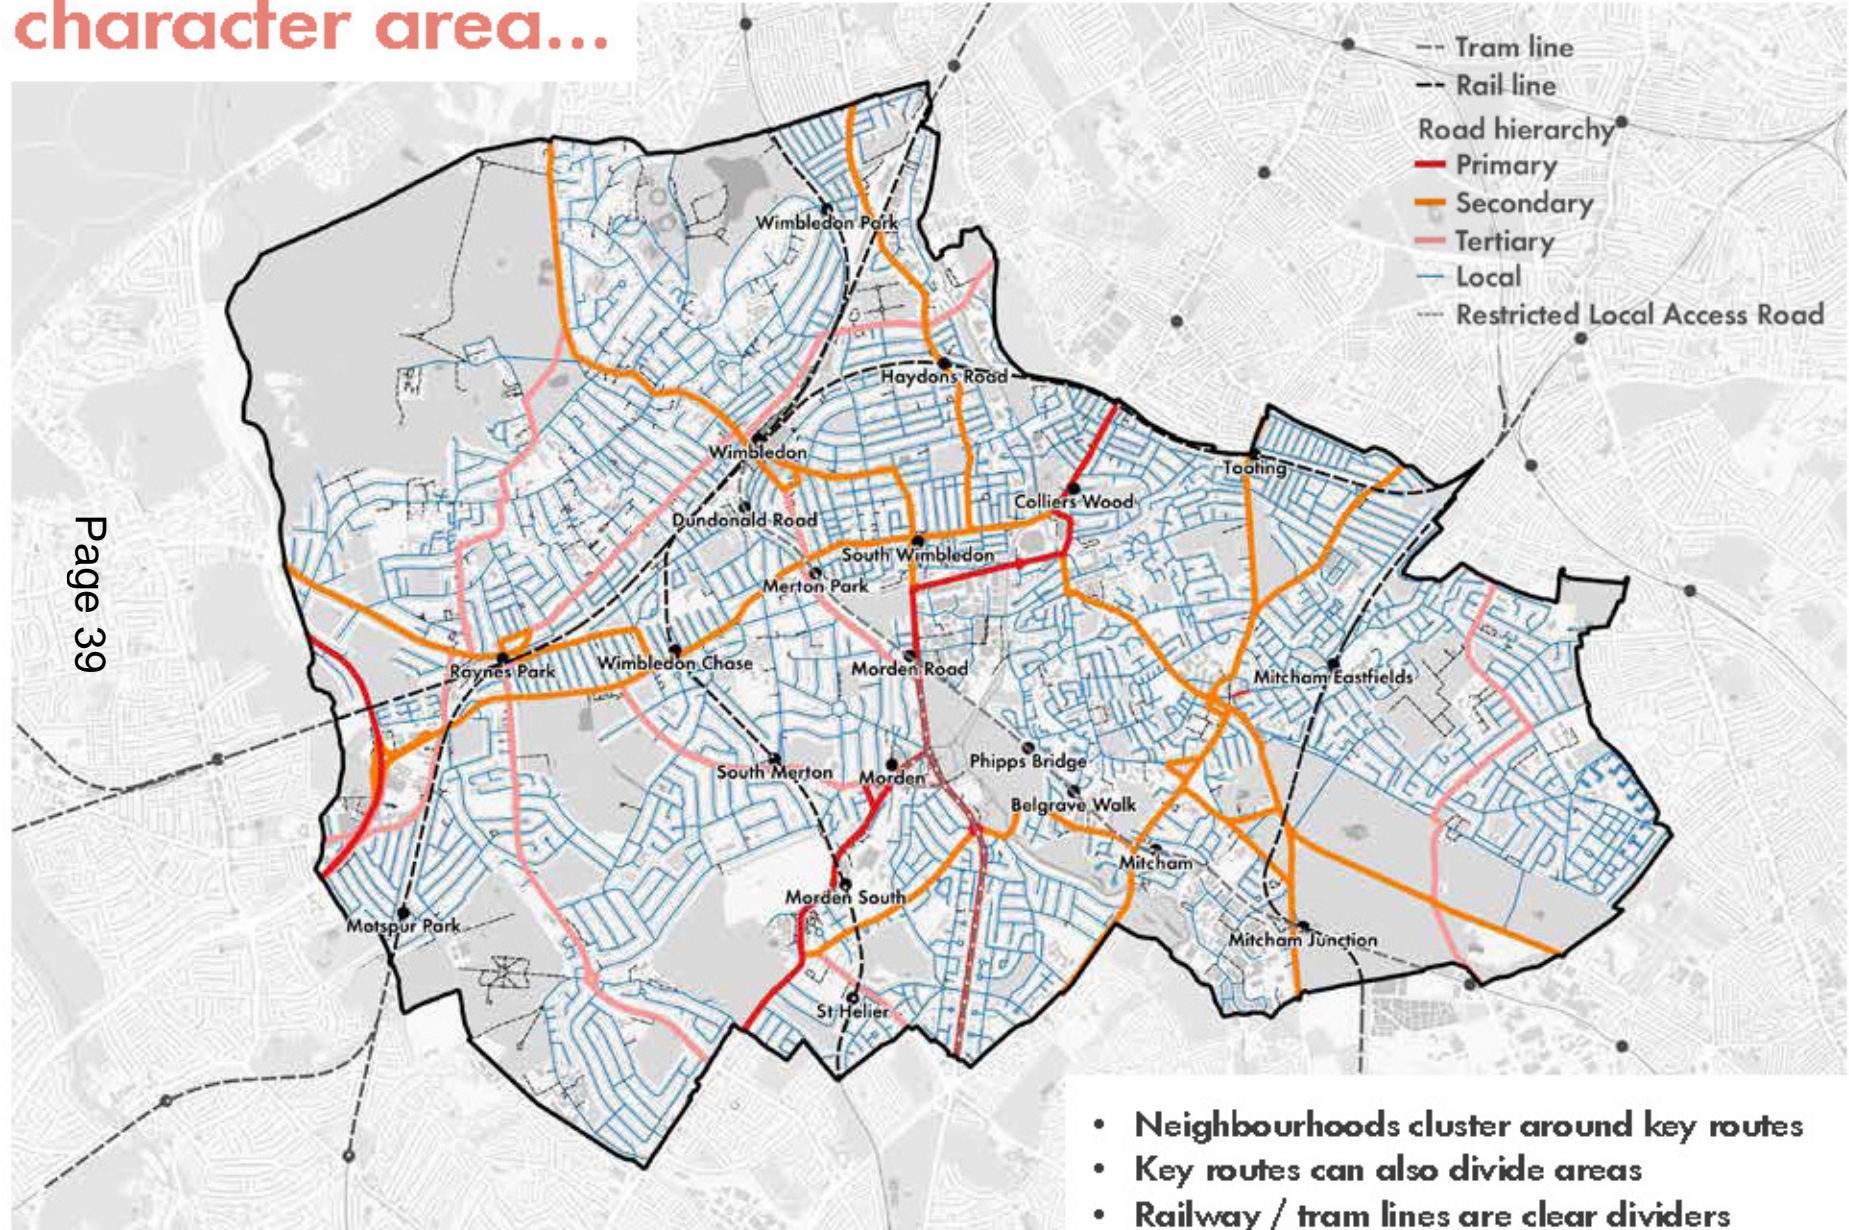 character area...
Tram line
Rail line
Road hierarchy
Primary
Secondary
Tertiary
Local
Restricted Local Access Road
Wimbledon Park
Haydons Road
Wimbledon
Tooting
Colliers Wood
Dundonald Road
South Wimbledon
Merton Park
Page 39
Raynes Park
Wimbledon Chase
Morden Road
Mitcham Eastfields
South Merton
Morden
Phipps Bridge
Belgrave Walk
Mitcham
Morden South
Motspur Park
Mitcham Junction
St Helier
• Neighbourhoods cluster around key routes
• Key routes can also divide areas
• Railway / tram lines are clear dividers